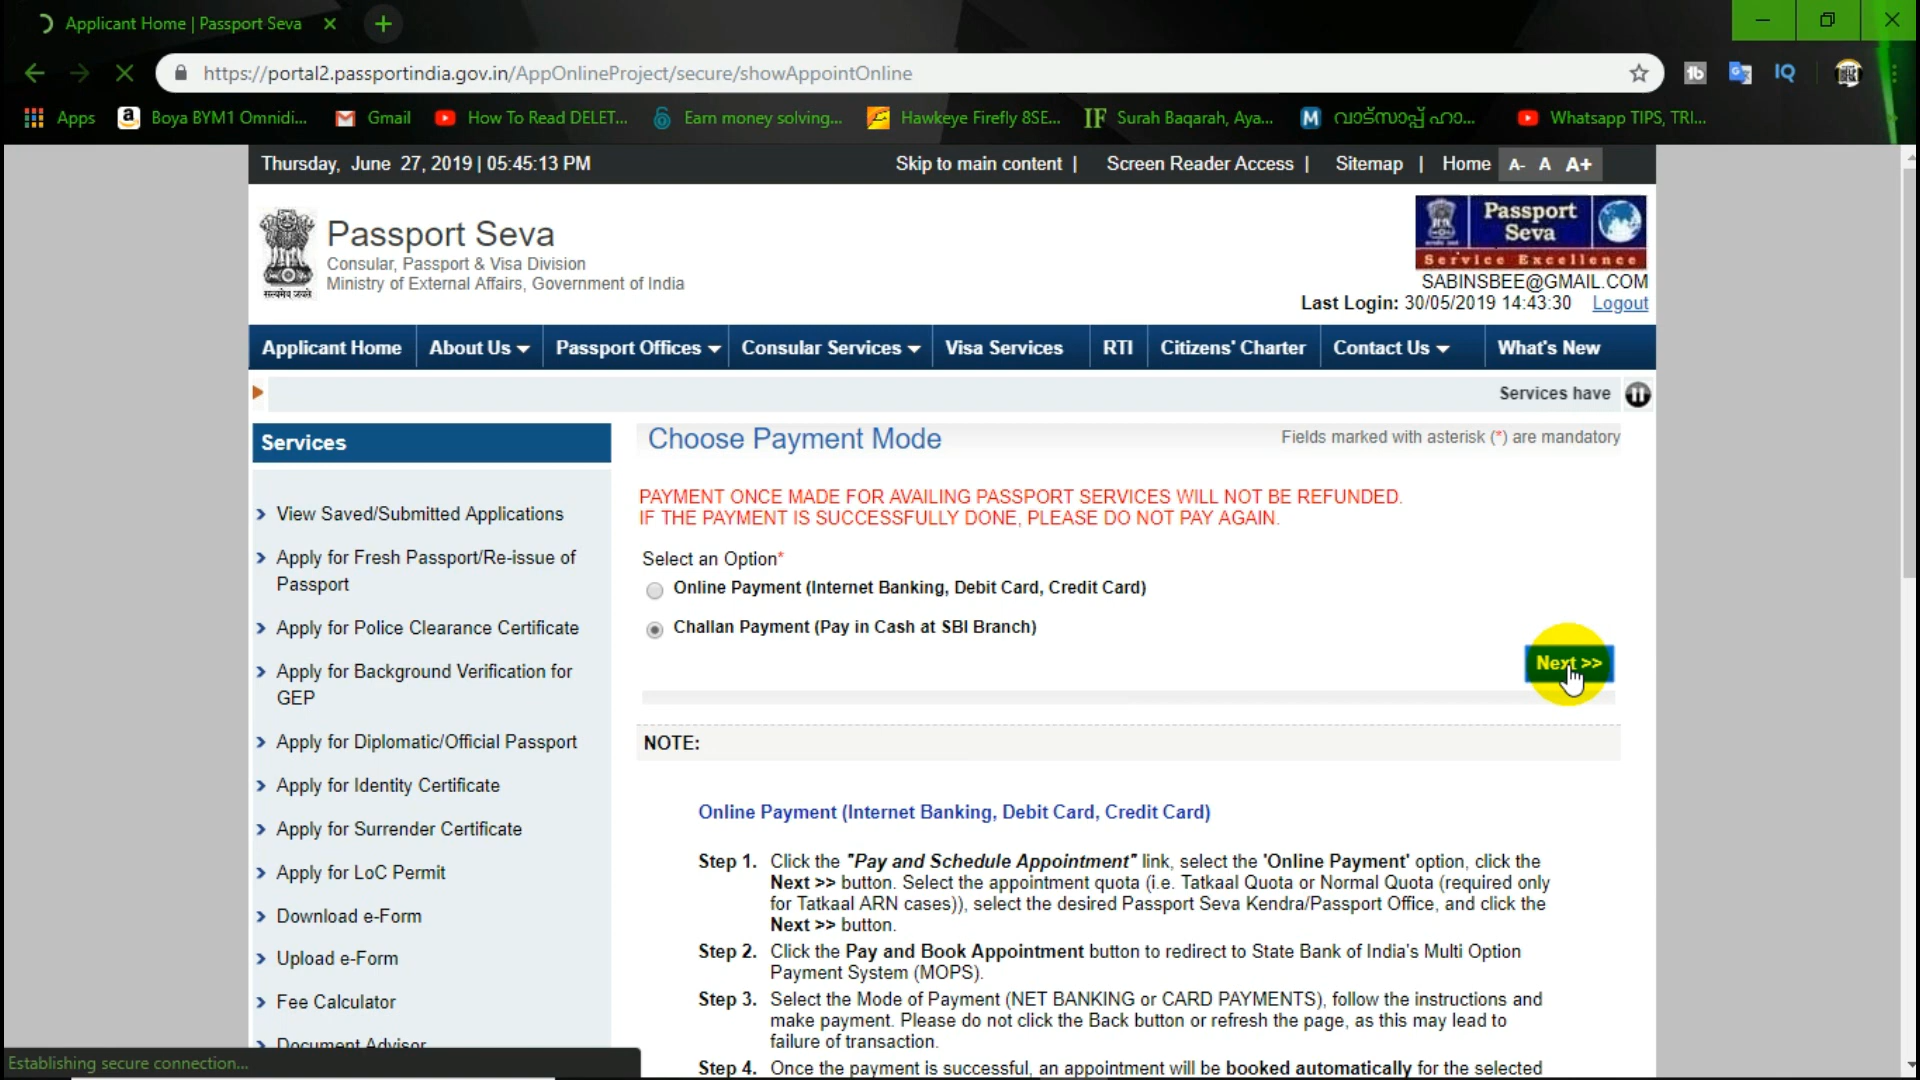 Applicant Home | Passport Seva
https://portal2.passportindia.gov.in/AppOnlineProject/secure/showAppointOnline
Apps
Boya BYM1 Omnidi...
Gmail
How To Read DELET...
Earn money solving...
Hawkeye Firefly 8SE...
IF Surah Baqarah, Aya...
M വാട്സാപ്പ് ഹാ...
Whatsapp TIPS, TRI...
Thursday, June 27, 2019 | 05:45:13 PM
Skip to main content |
Screen Reader Access |
Sitemap |
Home
A- A A+
Passport Seva
Consular, Passport & Visa Division
Ministry of External Affairs, Government of India
सत्यमेव जयते
Passport
Seva
Service Excellence
SABINSBEE@GMAIL.COM
Last Login: 30/05/2019 14:43:30 Logout
Applicant Home
About Us
Passport Offices
Consular Services
Visa Services
RTI
Citizens' Charter
Contact Us
What's New
Services have
Services
View Saved/Submitted Applications
Apply for Fresh Passport/Re-issue of
Passport
Apply for Police Clearance Certificate
Apply for Background Verification for
GEP
Apply for Diplomatic/Official Passport
Apply for Identity Certificate
Apply for Surrender Certificate
Apply for LoC Permit
Download e-Form
Upload e-Form
Fee Calculator
Document Advisor
Choose Payment Mode
Fields marked with asterisk (*) are mandatory
PAYMENT ONCE MADE FOR AVAILING PASSPORT SERVICES WILL NOT BE REFUNDED.
IF THE PAYMENT IS SUCCESSFULLY DONE, PLEASE DO NOT PAY AGAIN.
Select an Option*
Online Payment (Internet Banking, Debit Card, Credit Card)
Challan Payment (Pay in Cash at SBI Branch)
Next >>
NOTE:
Online Payment (Internet Banking, Debit Card, Credit Card)
Step 1. Click the "Pay and Schedule Appointment" link, select the 'Online Payment' option, click the
Next >> button. Select the appointment quota (i.e. Tatkaal Quota or Normal Quota (required only
for Tatkaal ARN cases)), select the desired Passport Seva Kendra/Passport Office, and click the
Next >> button.
Step 2. Click the Pay and Book Appointment button to redirect to State Bank of India's Multi Option
Payment System (MOPS).
Step 3. Select the Mode of Payment (NET BANKING or CARD PAYMENTS), follow the instructions and
make payment. Please do not click the Back button or refresh the page, as this may lead to
failure of transaction.
Step 4. Once the payment is successful, an appointment will be booked automatically for the selected
Establishing secure connection...